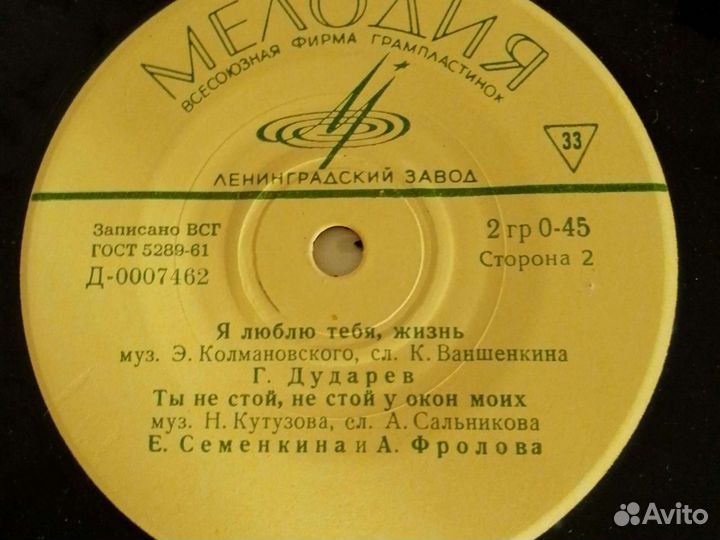 МЕЛОДИЯ
ВСЕСОЮЗНАЯ ФИРМА ГРАМПЛАСТИНОК
33
ЛЕНИНГРАДСКИЙ ЗАВОД
Записано ВСГ
ГОСТ 5289-61
Д-0007462
2 гр 0-45
Сторона 2
Я люблю тебя, жизнь
муз. Э. Колмановского, сл. К. Ваншенкина
Г. Дударев
Ты не стой, не стой у окон моих
муз. Н. Кутузова, сл. А. Сальникова
Е. Семенкина и А. Фролова
Avito